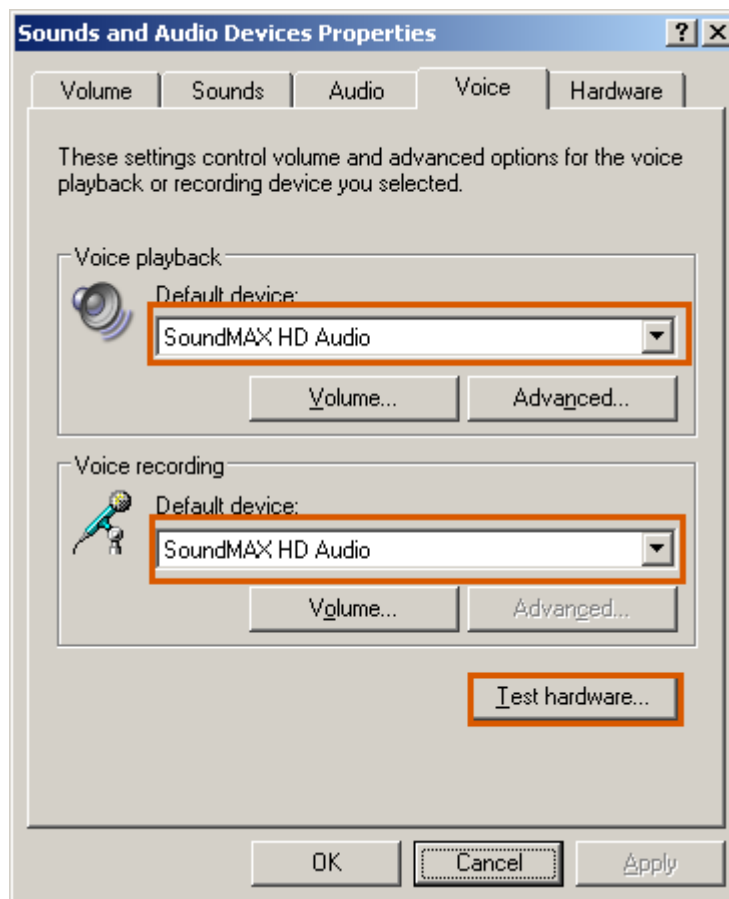 Sounds and Audio Devices Properties
Volume Sounds Audio Voice Hardware
These settings control volume and advanced options for the voice
playback or recording device you selected.
Voice playback
Default device:
SoundMAX HD Audio
Volume... Advanced...
Voice recording
Default device:
SoundMAX HD Audio
Volume... Advanced...
Test hardware...
OK Cancel Apply